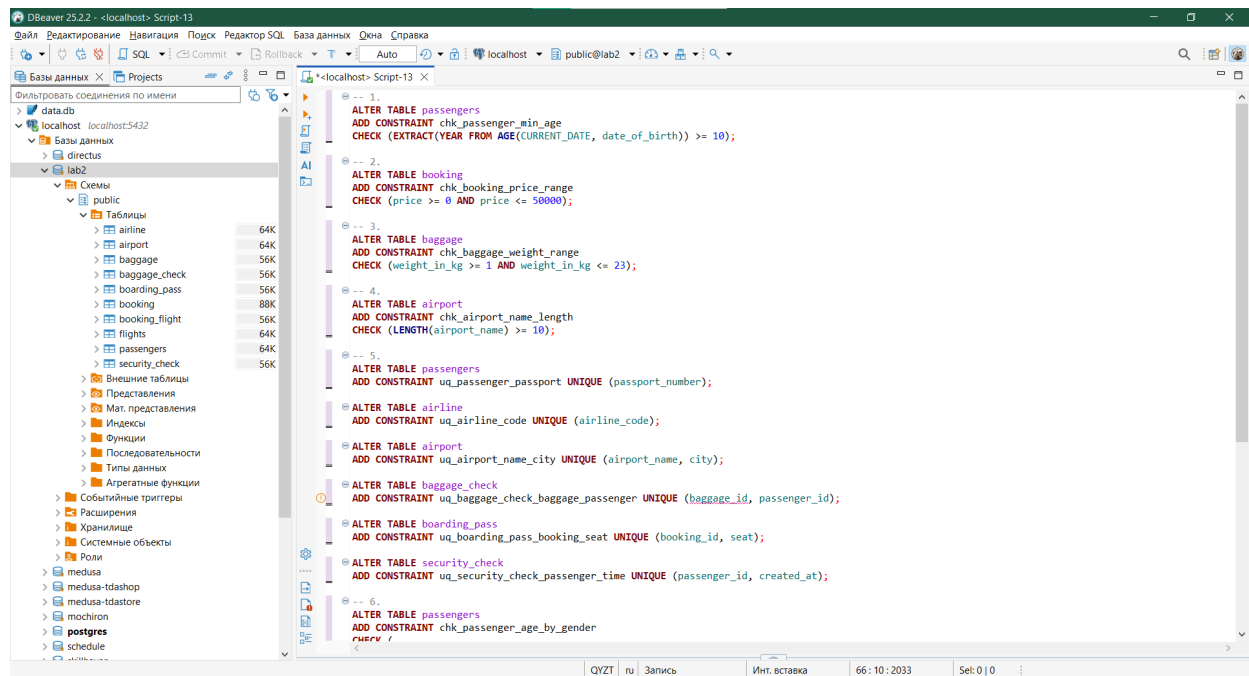 DBeaver 25.2.2 - <localhost> Script-13
Файл Редактирование Навигация Поиск Редактор SQL База данных Окна Справка
SQL Commit Rollback T Auto localhost public@lab2
Базы данных Projects
*<localhost> Script-13
Фильтровать соединения по имени
data.db
localhost localhost:5432
Базы данных
directus
lab2
Схемы
public
Таблицы
airline 64K
airport 64K
baggage 56K
baggage_check 56K
boarding_pass 56K
booking 88K
booking_flight 56K
flights 64K
passengers 64K
security_check 56K
Внешние таблицы
Представления
Мат. представления
Индексы
Функции
Последовательности
Типы данных
Агрегатные функции
Событийные триггеры
Расширения
Хранилище
Системные объекты
Роли
medusa
medusa-tdashop
medusa-tdastore
mochiron
postgres
schedule
AI
-- 1.
ALTER TABLE passengers
ADD CONSTRAINT chk_passenger_min_age
CHECK (EXTRACT(YEAR FROM AGE(CURRENT_DATE, date_of_birth)) >= 10);
-- 2.
ALTER TABLE booking
ADD CONSTRAINT chk_booking_price_range
CHECK (price >= 0 AND price <= 50000);
-- 3.
ALTER TABLE baggage
ADD CONSTRAINT chk_baggage_weight_range
CHECK (weight_in_kg >= 1 AND weight_in_kg <= 23);
-- 4.
ALTER TABLE airport
ADD CONSTRAINT chk_airport_name_length
CHECK (LENGTH(airport_name) >= 10);
-- 5.
ALTER TABLE passengers
ADD CONSTRAINT uq_passenger_passport UNIQUE (passport_number);
ALTER TABLE airline
ADD CONSTRAINT uq_airline_code UNIQUE (airline_code);
ALTER TABLE airport
ADD CONSTRAINT uq_airport_name_city UNIQUE (airport_name, city);
ALTER TABLE baggage_check
ADD CONSTRAINT uq_baggage_check_baggage_passenger UNIQUE (baggage_id, passenger_id);
ALTER TABLE boarding_pass
ADD CONSTRAINT uq_boarding_pass_booking_seat UNIQUE (booking_id, seat);
ALTER TABLE security_check
ADD CONSTRAINT uq_security_check_passenger_time UNIQUE (passenger_id, created_at);
-- 6.
ALTER TABLE passengers
ADD CONSTRAINT chk_passenger_age_by_gender
CHECK (
QYZT ru Запись Инт. вставка 66 : 10 : 2033 Sel: 0 | 0